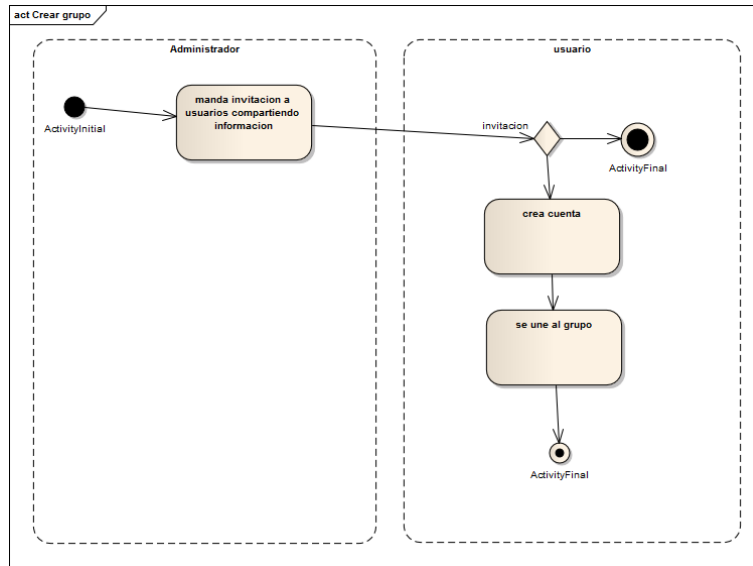 act Crear grupo
Administrador
usuario
ActivityInitial
manda invitacion a
usuarios compartiendo
informacion
invitacion
ActivityFinal
crea cuenta
se une al grupo
ActivityFinal